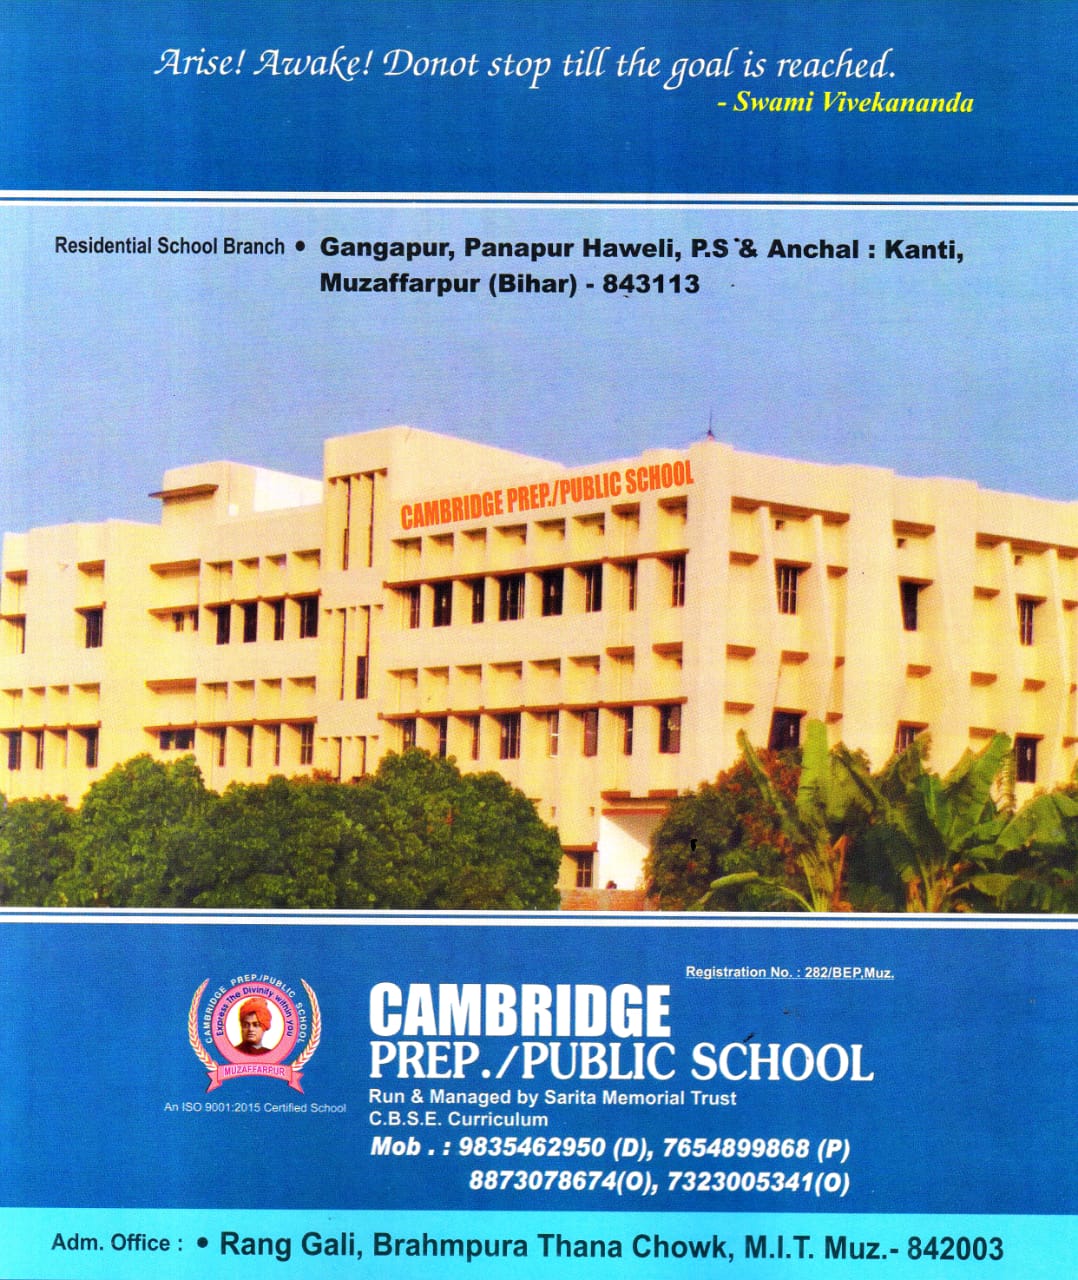 Arise! Awake! Donot stop till the goal is reached.
- Swami Vivekananda
Residential School Branch • Gangapur, Panapur Haweli, P.S & Anchal : Kanti,
Muzaffarpur (Bihar) - 843113
CAMBRIDGE PREP./PUBLIC SCHOOL
Registration No. : 282/BEP,Muz.
CAMBRIDGE PREP./PUBLIC SCHOOL
Express the Divinity within you
MUZAFFARPUR
An ISO 9001:2015 Certified School
CAMBRIDGE
PREP./PUBLIC SCHOOL
Run & Managed by Sarita Memorial Trust
C.B.S.E. Curriculum
Mob . : 9835462950 (D), 7654899868 (P)
8873078674(O), 7323005341(O)
Adm. Office : • Rang Gali, Brahmpura Thana Chowk, M.I.T. Muz.- 842003